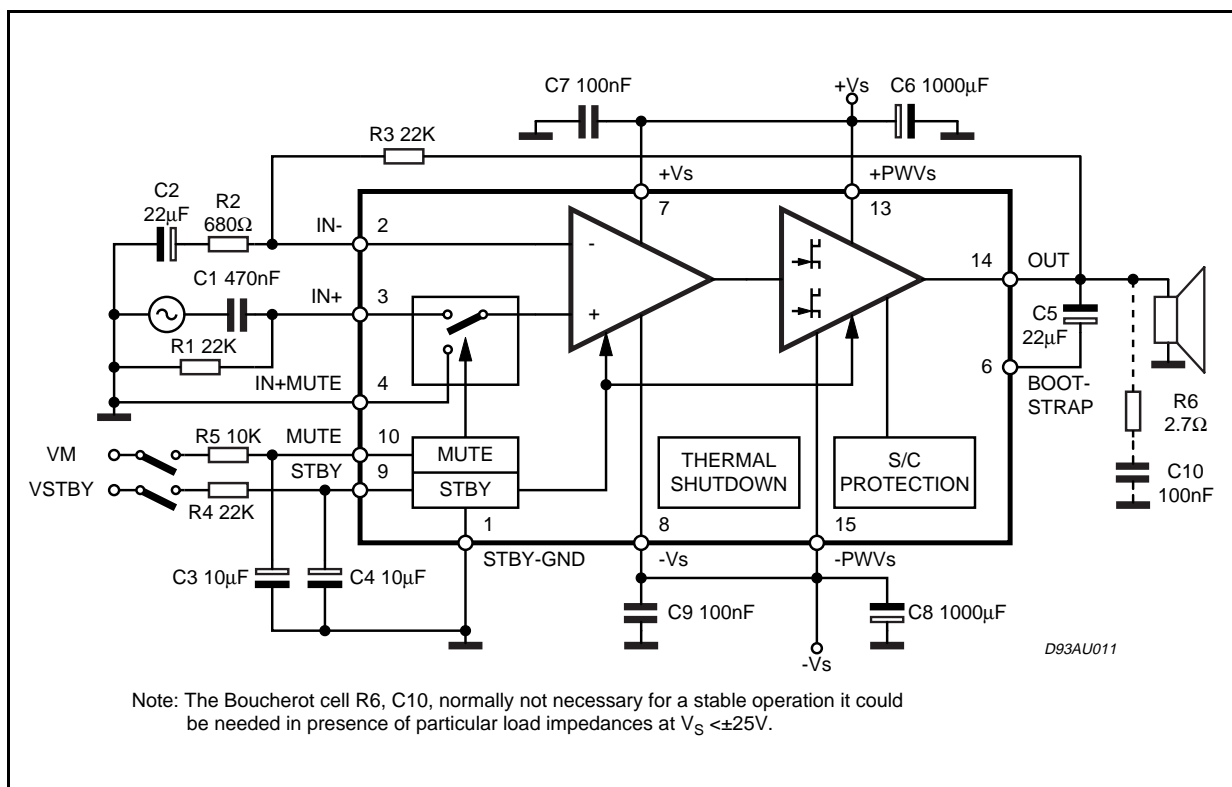 C7 100nF
+Vs
C6 1000μF
R3 22K
+Vs
+PWVs
C2
22μF
R2
680Ω
IN-
2
7
13
-
C1 470nF
IN+
3
+
14
OUT
C5
22μF
R1 22K
IN+MUTE
4
6
BOOT-
STRAP
R6
2.7Ω
VM
R5 10K
MUTE
10
MUTE
THERMAL
SHUTDOWN
S/C
PROTECTION
C10
100nF
VSTBY
R4 22K
STBY
9
STBY
1
8
15
STBY-GND
-Vs
-PWVs
C3 10μF
C4 10μF
C9 100nF
C8 1000μF
-Vs
D93AU011
Note: The Boucherot cell R6, C10, normally not necessary for a stable operation it could
be needed in presence of particular load impedances at VS <±25V.